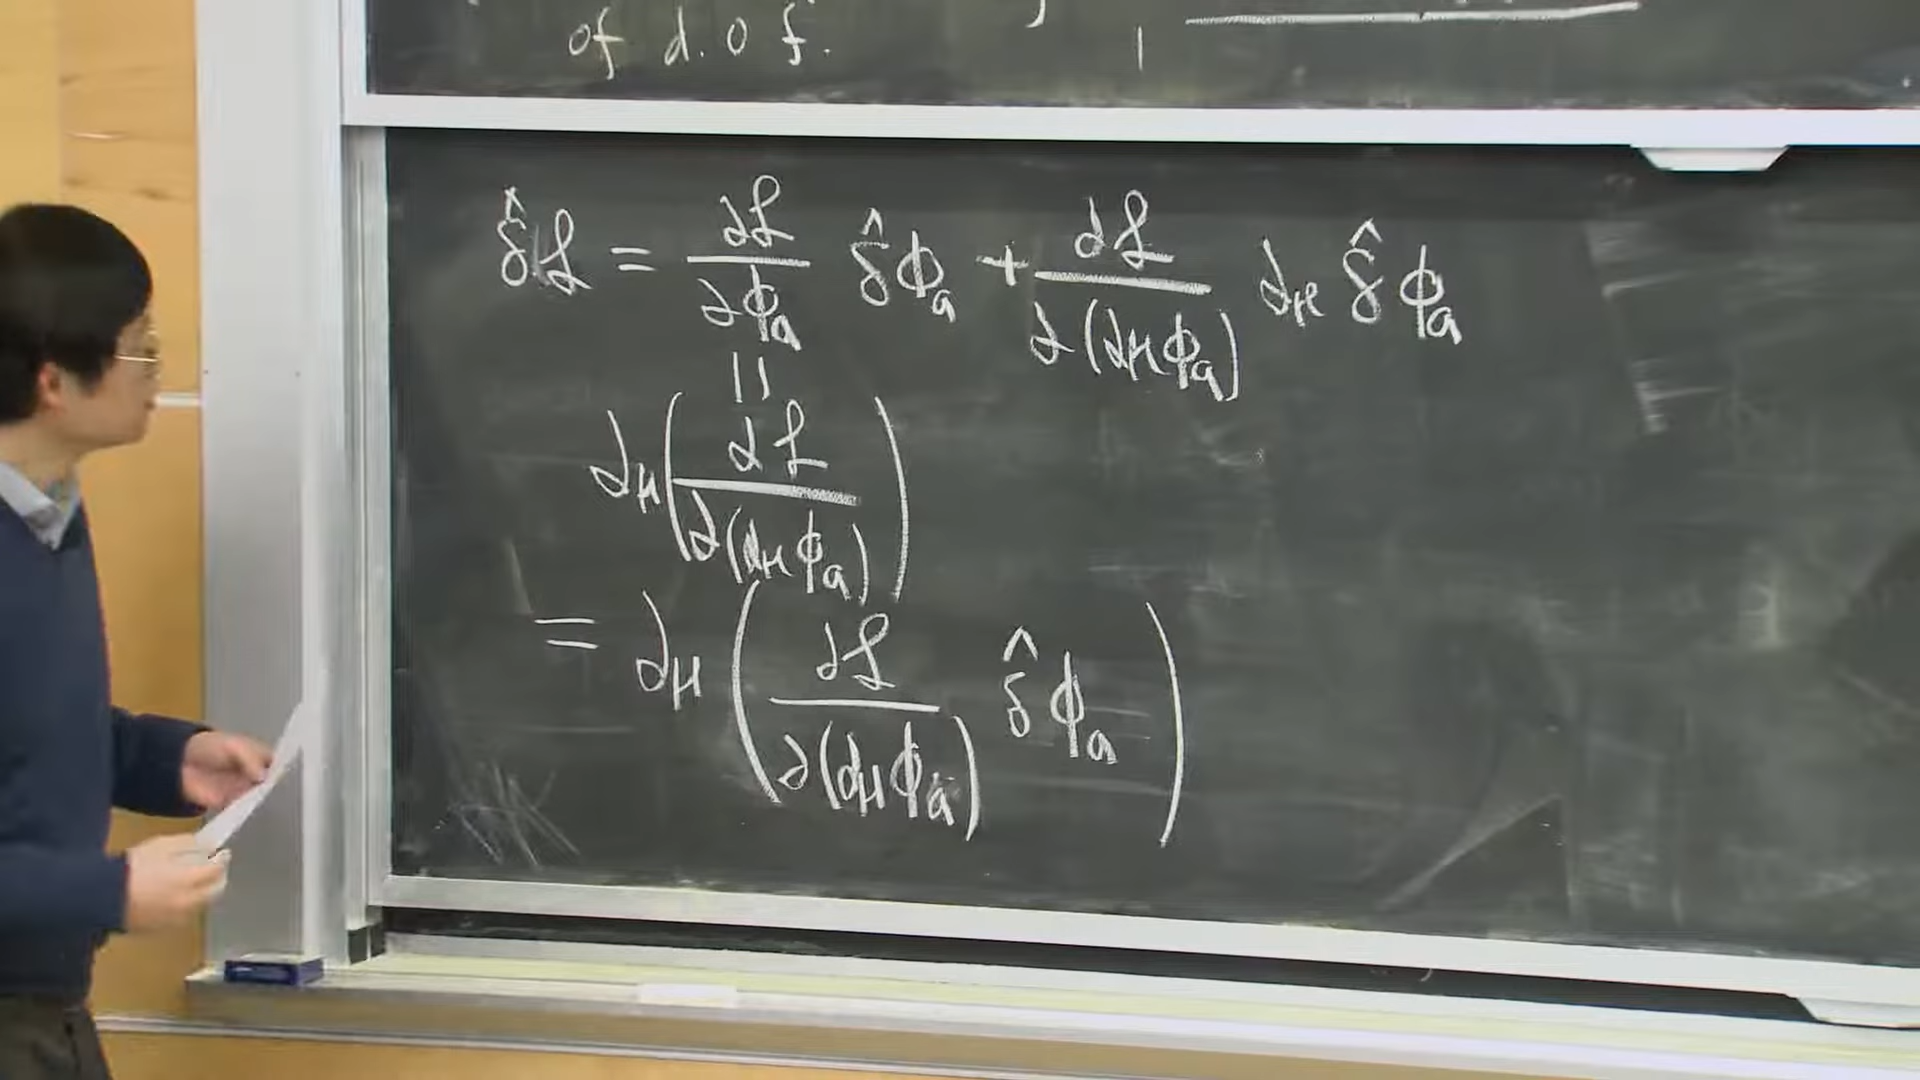 of d.o.f.
δ̂ℒ = ∂ℒ/∂ϕₐ δ̂ϕₐ + ∂ℒ/∂(∂μϕₐ) ∂μ δ̂ϕₐ
||
∂μ(∂ℒ/∂(∂μϕₐ))
= ∂μ(∂ℒ/∂(∂μϕₐ) δ̂ϕₐ)